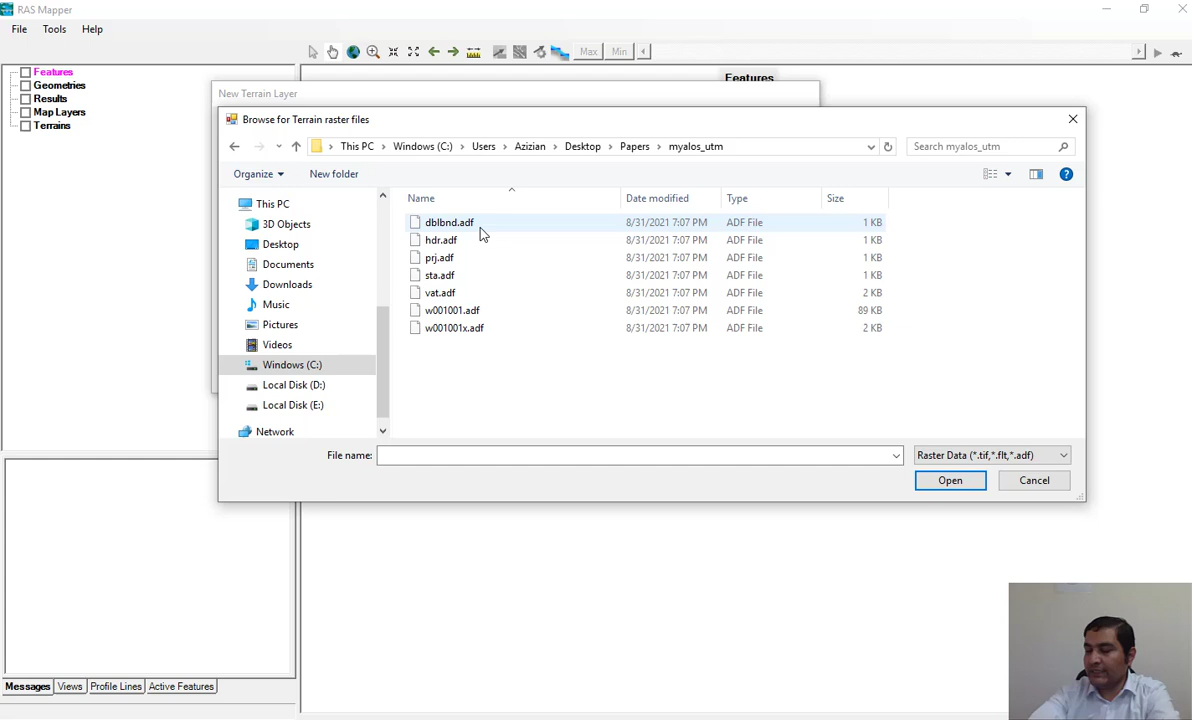 RAS Mapper
File Tools Help
Max Min
Features
Geometries
Results
Map Layers
Terrains
Features
New Terrain Layer
Browse for Terrain raster files
This PC > Windows (C:) > Users > Azizian > Desktop > Papers > myalos_utm
Search myalos_utm
Organize New folder
This PC
3D Objects
Desktop
Documents
Downloads
Music
Pictures
Videos
Windows (C:)
Local Disk (D:)
Local Disk (E:)
Network
Name Date modified Type Size
dblbnd.adf 8/31/2021 7:07 PM ADF File 1 KB
hdr.adf 8/31/2021 7:07 PM ADF File 1 KB
prj.adf 8/31/2021 7:07 PM ADF File 1 KB
sta.adf 8/31/2021 7:07 PM ADF File 1 KB
vat.adf 8/31/2021 7:07 PM ADF File 2 KB
w001001.adf 8/31/2021 7:07 PM ADF File 89 KB
w001001x.adf 8/31/2021 7:07 PM ADF File 2 KB
File name:
Raster Data (*.tif,*.flt,*.adf)
Open Cancel
Messages Views Profile Lines Active Features